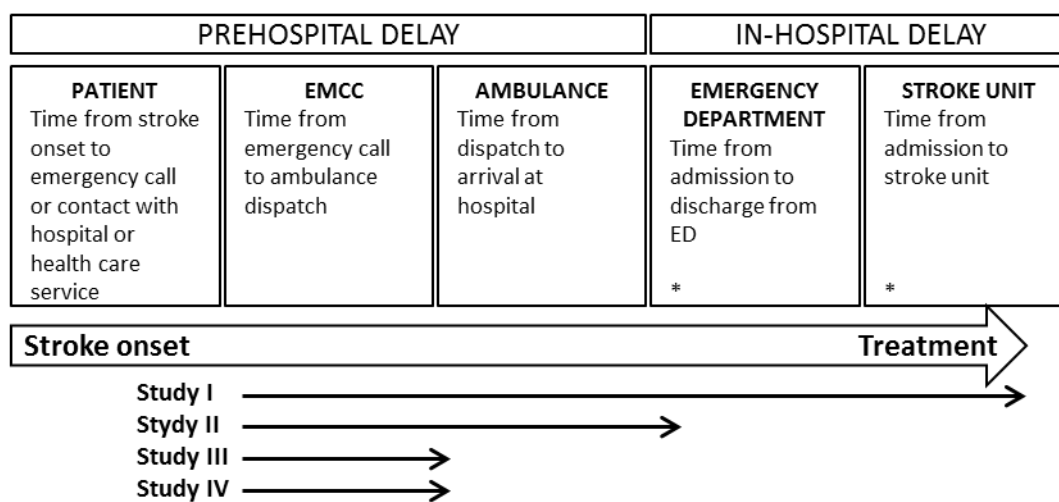 PREHOSPITAL DELAY
IN-HOSPITAL DELAY
PATIENT
Time from stroke
onset to
emergency call
or contact with
hospital or
health care
service
EMCC
Time from
emergency call
to ambulance
dispatch
AMBULANCE
Time from
dispatch to
arrival at
hospital
EMERGENCY
DEPARTMENT
Time from
admission to
discharge from
ED
*
STROKE UNIT
Time from
admission to
stroke unit
*
Stroke onset
Treatment
Study I
Stydy II
Study III
Study IV